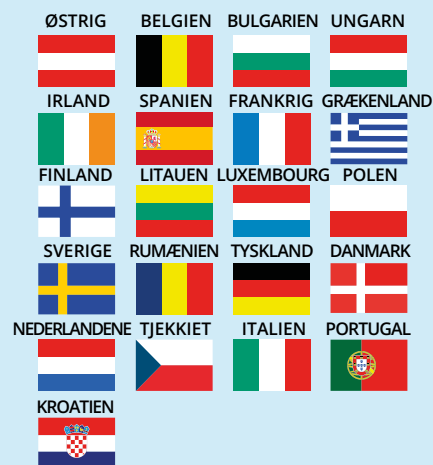 ØSTRIG BELGIEN BULGARIEN UNGARN
IRLAND SPANIEN FRANKRIG GRÆKENLAND
FINLAND LITAUEN LUXEMBOURG POLEN
SVERIGE RUMÆNIEN TYSKLAND DANMARK
NEDERLANDENE TJEKKIET ITALIEN PORTUGAL
KROATIEN